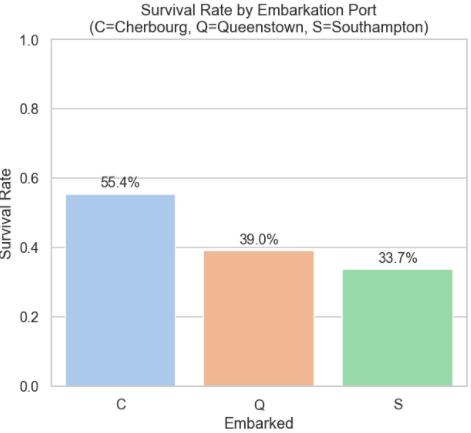 Survival Rate by Embarkation Port
(C=Cherbourg, Q=Queenstown, S=Southampton)
1.0
0.8
0.6
0.4
0.2
0.0
Survival Rate
55.4%
39.0%
33.7%
C
Q
S
Embarked